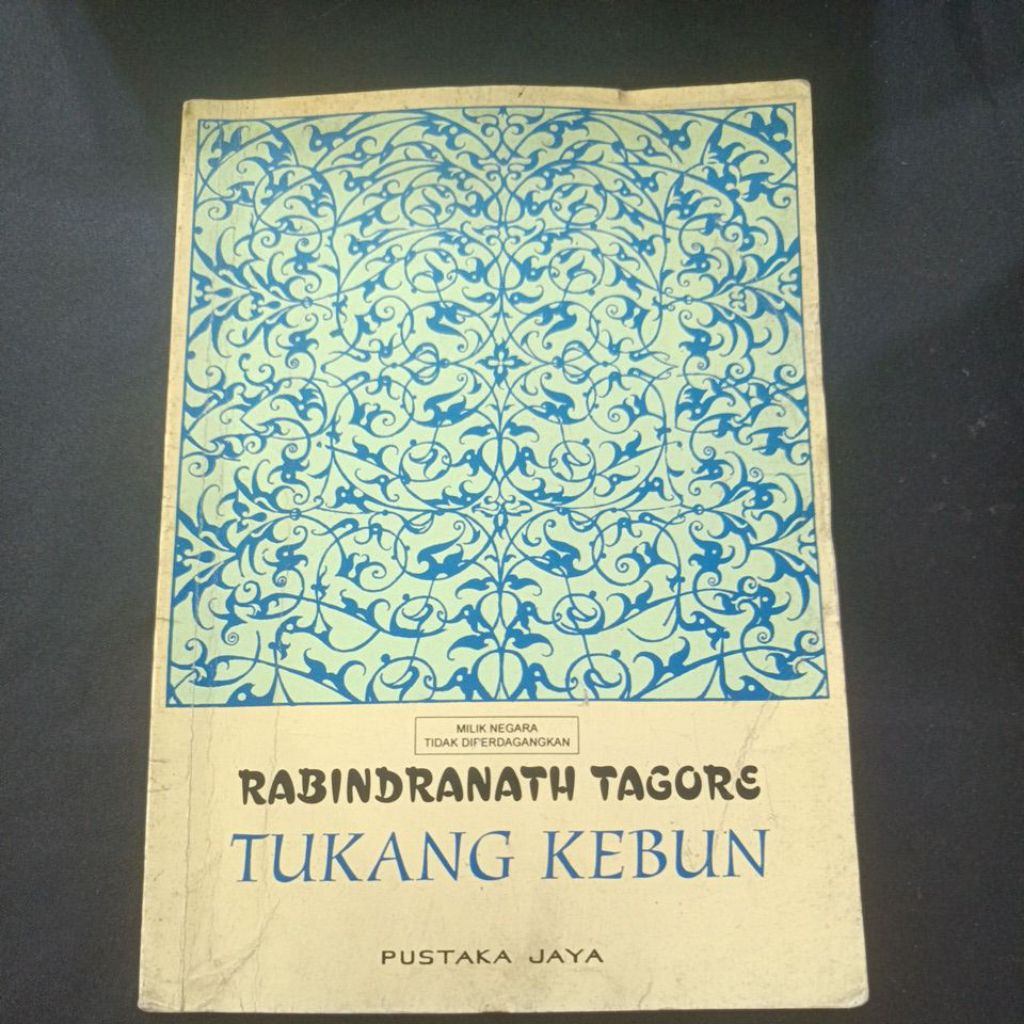 MILIK NEGARA
TIDAK DIPERDAGANGKAN
RABINDRANATH TAGORE
TUKANG KEBUN
PUSTAKA JAYA